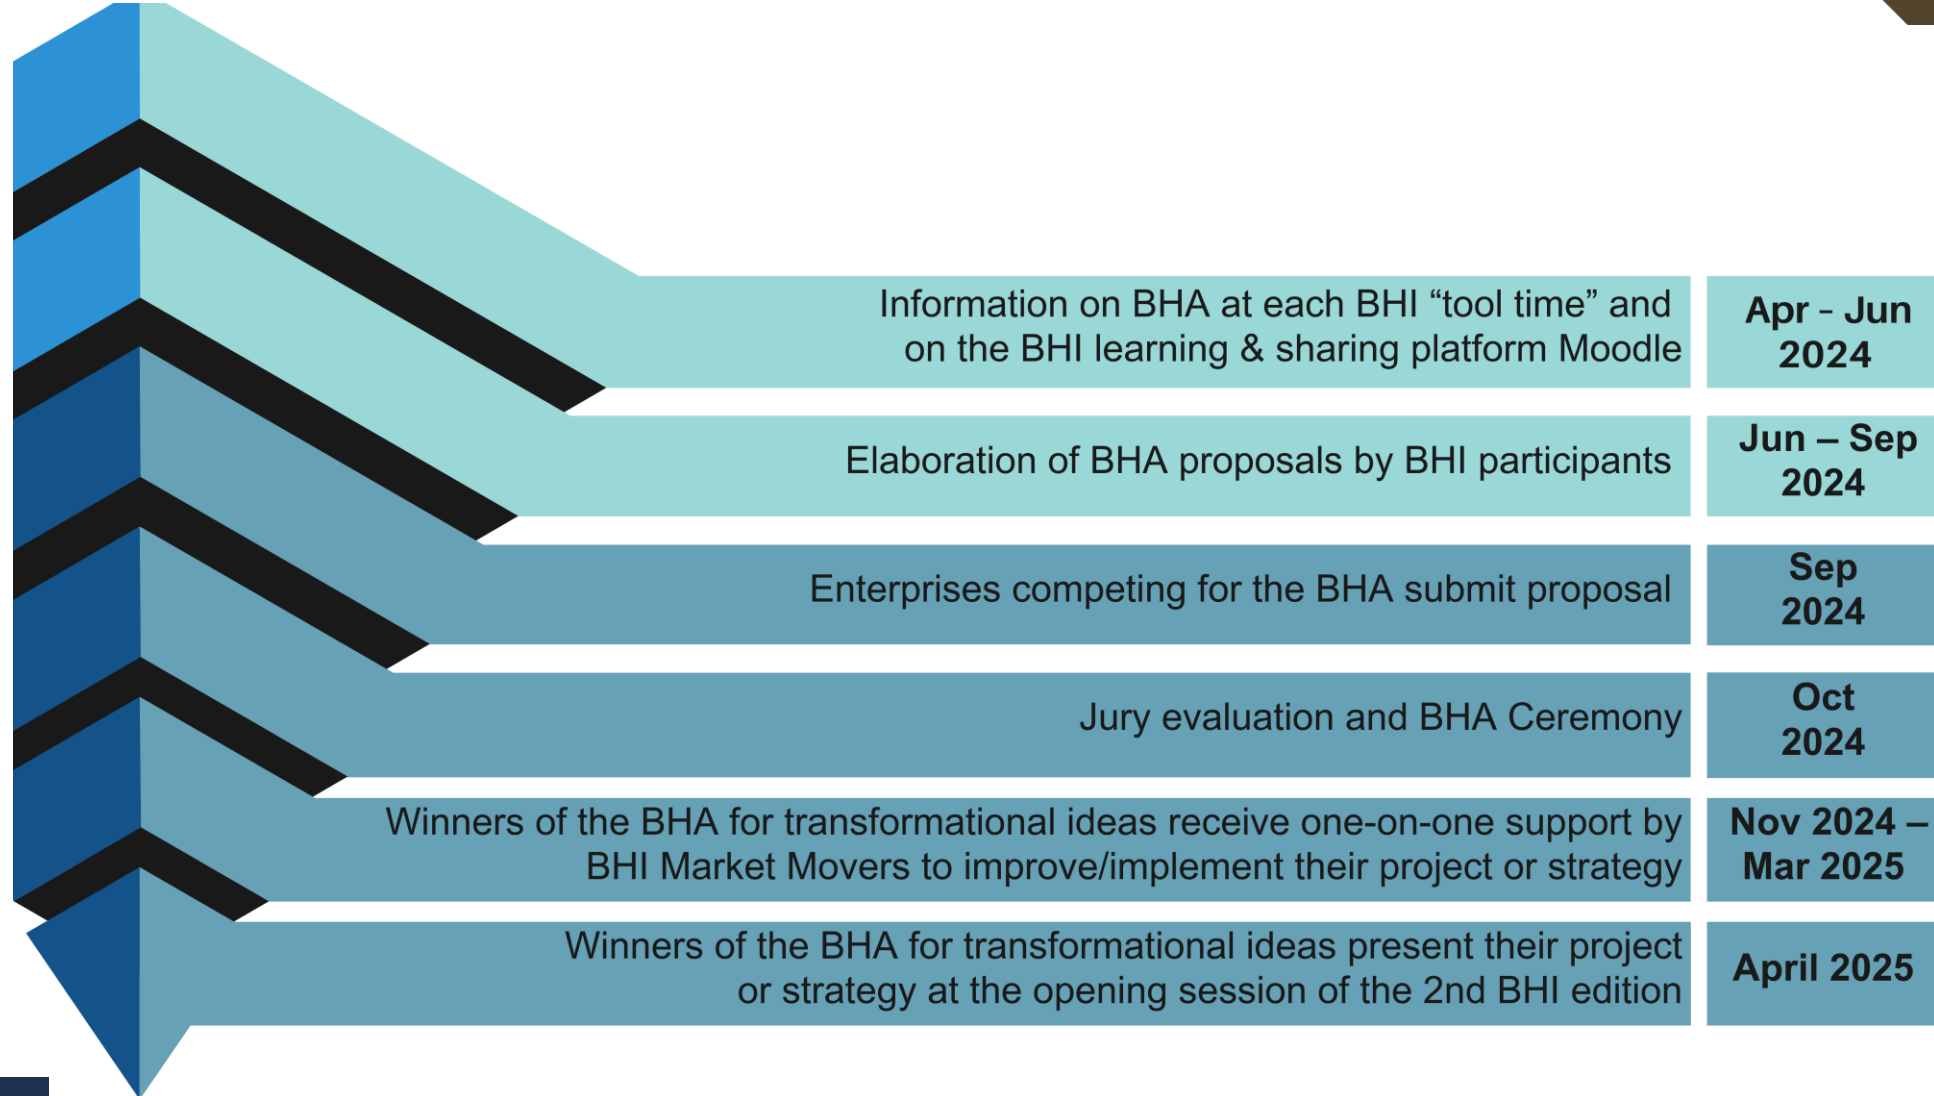 Information on BHA at each BHI “tool time” and
on the BHI learning & sharing platform Moodle
Apr - Jun
2024
Elaboration of BHA proposals by BHI participants
Jun – Sep
2024
Enterprises competing for the BHA submit proposal
Sep
2024
Jury evaluation and BHA Ceremony
Oct
2024
Winners of the BHA for transformational ideas receive one-on-one support by
BHI Market Movers to improve/implement their project or strategy
Nov 2024 –
Mar 2025
Winners of the BHA for transformational ideas present their project
or strategy at the opening session of the 2nd BHI edition
April 2025